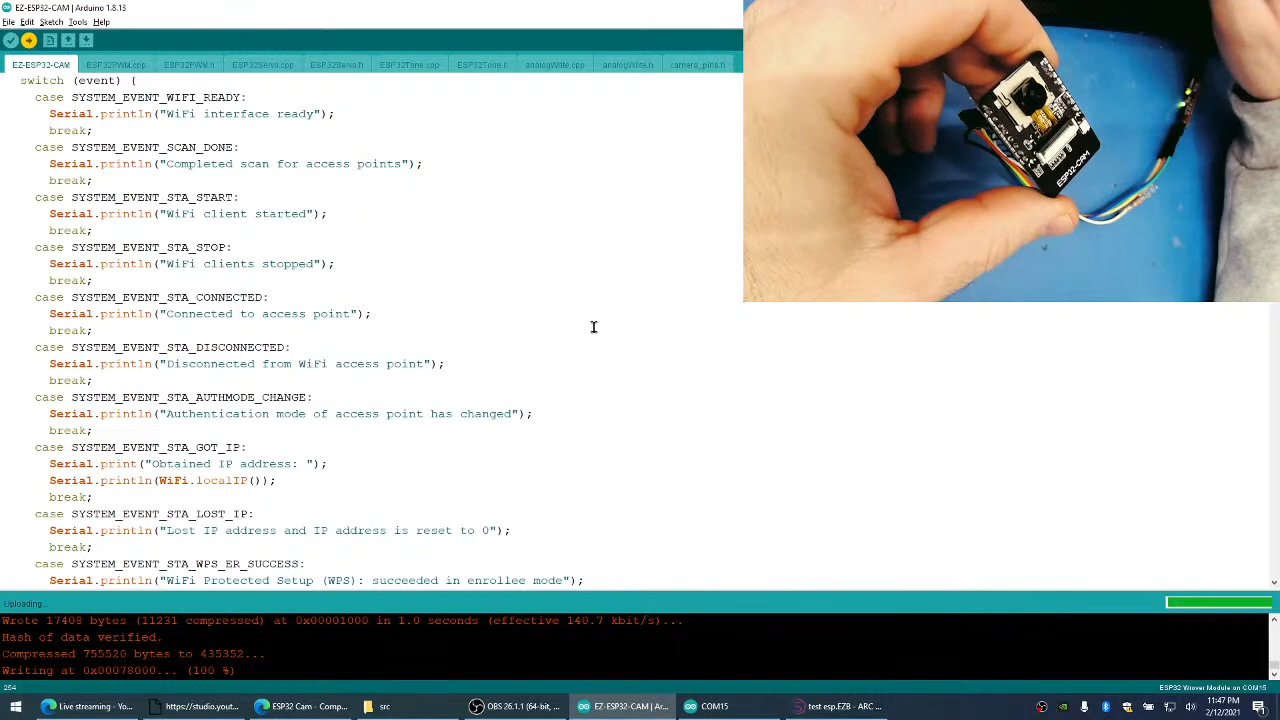 EZ-ESP32-CAM | Arduino 1.8.13
File Edit Sketch Tools Help
EZ-ESP32-CAM ESP32PWM.cpp ESP32PWM.h ESP32Servo.cpp ESP32Servo.h ESP32Tone.cpp ESP32Tone.h analogWrite.cpp analogWrite.h camera_pins.h
switch (event) {
case SYSTEM_EVENT_WIFI_READY:
Serial.println("WiFi interface ready");
break;
case SYSTEM_EVENT_SCAN_DONE:
Serial.println("Completed scan for access points");
break;
case SYSTEM_EVENT_STA_START:
Serial.println("WiFi client started");
break;
case SYSTEM_EVENT_STA_STOP:
Serial.println("WiFi clients stopped");
break;
case SYSTEM_EVENT_STA_CONNECTED:
Serial.println("Connected to access point");
break;
case SYSTEM_EVENT_STA_DISCONNECTED:
Serial.println("Disconnected from WiFi access point");
break;
case SYSTEM_EVENT_STA_AUTHMODE_CHANGE:
Serial.println("Authentication mode of access point has changed");
break;
case SYSTEM_EVENT_STA_GOT_IP:
Serial.print("Obtained IP address: ");
Serial.println(WiFi.localIP());
break;
case SYSTEM_EVENT_STA_LOST_IP:
Serial.println("Lost IP address and IP address is reset to 0");
break;
case SYSTEM_EVENT_STA_WPS_ER_SUCCESS:
Serial.println("WiFi Protected Setup (WPS): succeeded in enrollee mode");
ESP32-CAM
Uploading...
Wrote 17408 bytes (11231 compressed) at 0x00001000 in 1.0 seconds (effective 140.7 kbit/s)...
Hash of data verified.
Compressed 755520 bytes to 435352...
Writing at 0x00078000... (100 %)
254
ESP32 Wrover Module on COM15
Live streaming - Yo... https://studio.yout... ESP32 Cam - Comp... src OBS 26.1.1 (64-bit, ... EZ-ESP32-CAM | Ar... COM15 test esp.EZB - ARC ...
11:47 PM
2/12/2021